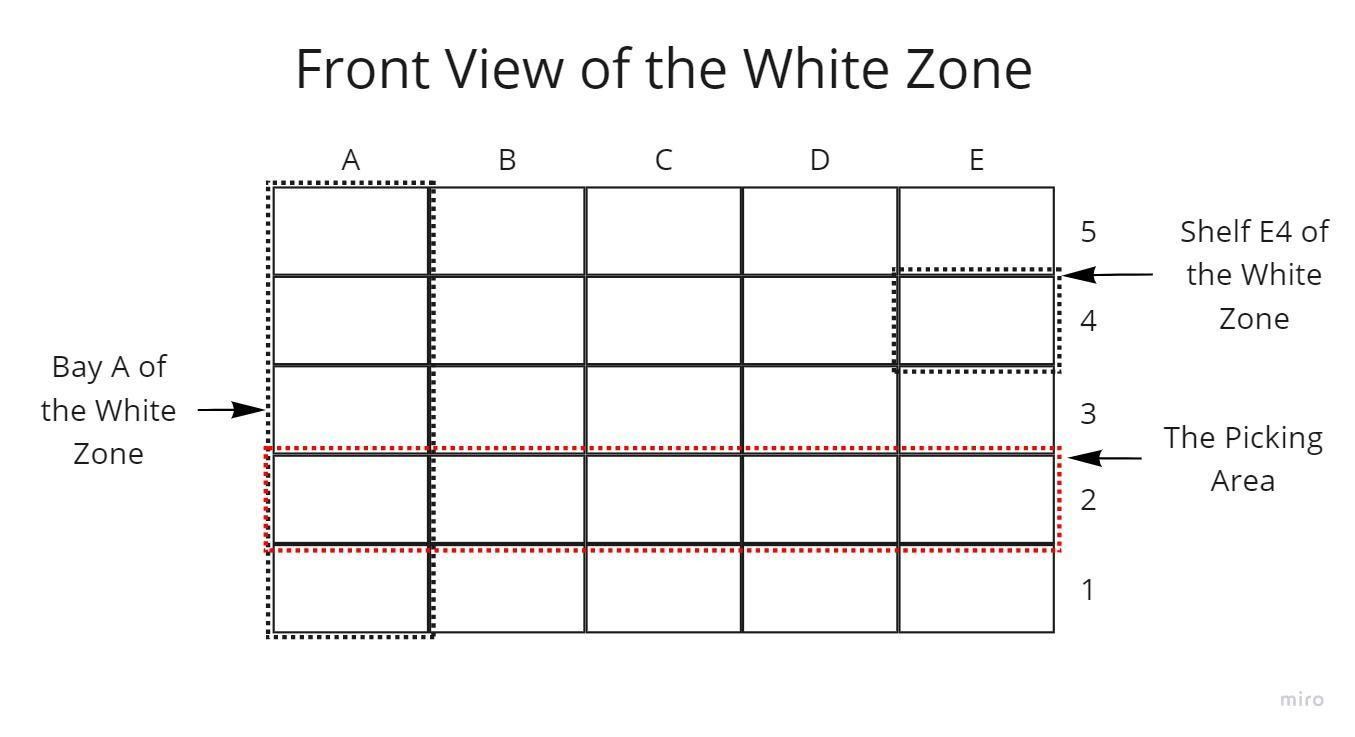 Front View of the White Zone
A B C D E
5
Shelf E4 of
the White
Zone
4
Bay A of
the White
Zone
3
The Picking
Area
2
1
miro